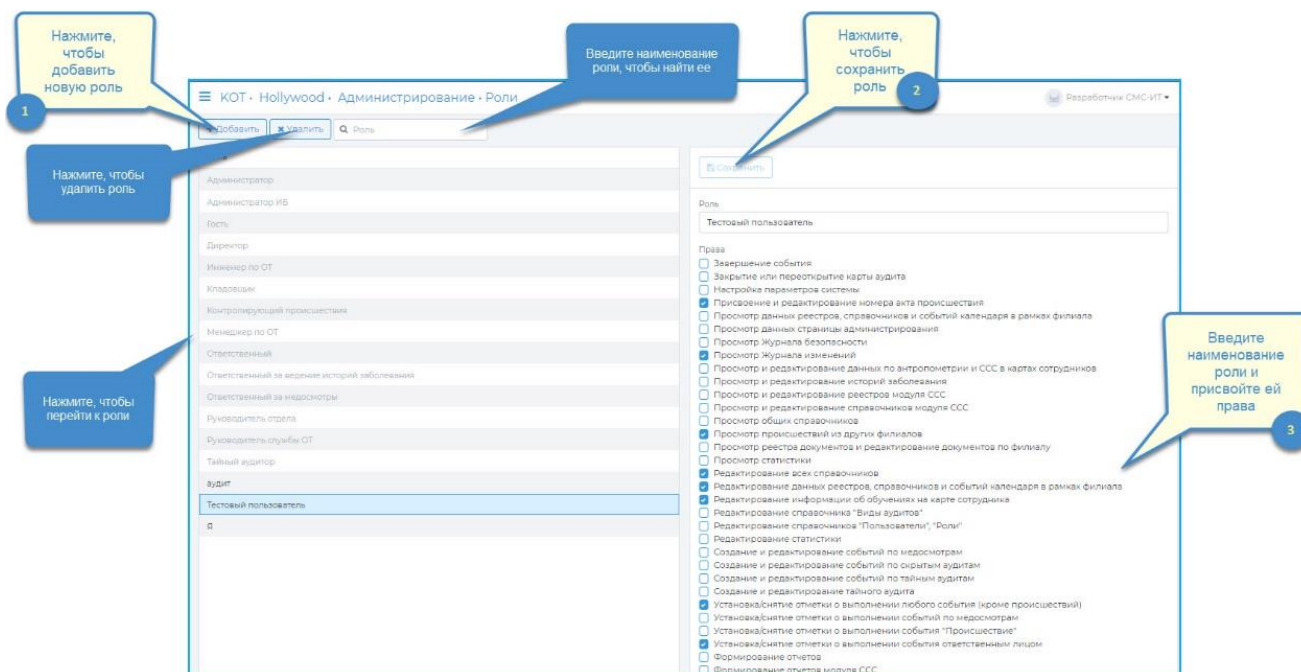 Нажмите,
чтобы
добавить
новую роль
1
Введите наименование
роли, чтобы найти ее
Нажмите,
чтобы
сохранить
роль
2
КОТ • Hollywood • Администрирование • Роли
Разработчик СМС-ИТ
Добавить
Удалить
Роль
Нажмите, чтобы
удалить роль
Администратор
Администратор ИБ
Гость
Директор
Инженер по ОТ
Кладовщик
Контролирующий происшествия
Менеджер по ОТ
Ответственный
Ответственный за ведение историй заболевания
Ответственный за медосмотры
Руководитель отдела
Руководитель службы ОТ
Тайный аудитор
аудит
Тестовый пользователь
Нажмите, чтобы
перейти к роли
Сохранить
Роль
Тестовый пользователь
Права
Завершение события
Закрытие или переоткрытие карты аудита
Настройка параметров системы
Присвоение и редактирование номера акта происшествия
Просмотр данных реестров, справочников и событий календаря в рамках филиала
Просмотр данных страницы администрирования
Просмотр Журнала безопасности
Просмотр Журнала изменений
Просмотр и редактирование данных по антропометрии и ССС в картах сотрудников
Просмотр и редактирование историй заболевания
Просмотр и редактирование реестров модуля ССС
Просмотр и редактирование справочников модуля ССС
Просмотр общих справочников
Просмотр происшествий из других филиалов
Просмотр реестра документов и редактирование документов по филиалу
Просмотр статистики
Редактирование всех справочников
Редактирование данных реестров, справочников и событий календаря в рамках филиала
Редактирование информации об обучениях на карте сотрудника
Редактирование справочника "Виды аудитов"
Редактирование справочников "Пользователи", "Роли"
Редактирование статистики
Создание и редактирование событий по медосмотрам
Создание и редактирование событий по скрытым аудитам
Создание и редактирование событий по тайным аудитам
Создание и редактирование тайного аудита
Установка/снятие отметки о выполнении любого события (кроме происшествий)
Установка/снятие отметки о выполнении событий по медосмотрам
Установка/снятие отметки о выполнении события "Происшествие"
Установка/снятие отметки о выполнении события ответственным лицом
Формирование отчетов
Формирование отчетов модуля ССС
Введите
наименование
роли и
присвойте ей
права
3